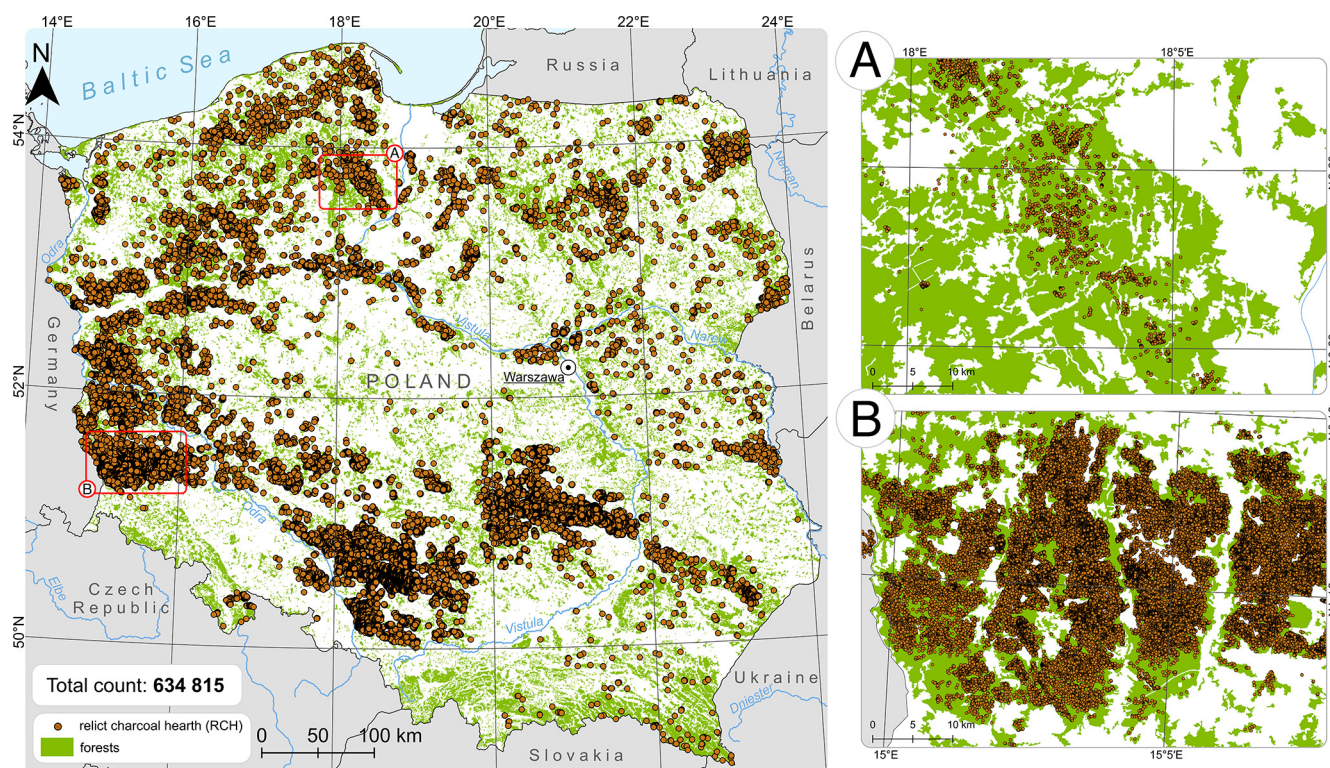 14°E
16°E
18°E
20°E
22°E
24°E
N
Baltic Sea
Russia
Lithuania
54°N
A
Neman
Odra
Belarus
Germany
Vistula
Narew
Warszawa
POLAND
52°N
B
Odra
Czech
Republic
Elbe
50°N
Vistula
Ukraine
Dniester
Slovakia
Total count: 634 815
relict charcoal hearth (RCH)
forests
0 50 100 km
A
18°E
18°5'E
0 5 10 km
B
0 5 10 km
15°E
15°5'E